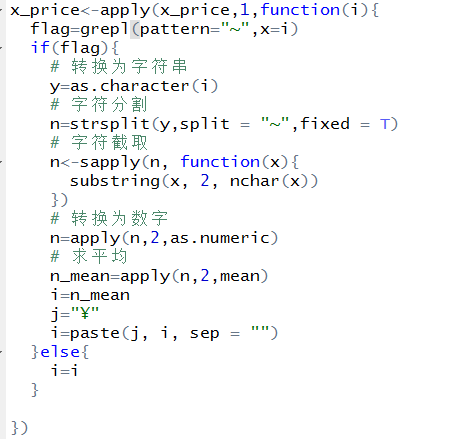 x_price<-apply(x_price,1,function(i){
  flag=grepl(pattern="~",x=i)
  if(flag){
    # 转换为字符串
    y=as.character(i)
    # 字符分割
    n=strsplit(y,split = "~",fixed = T)
    # 字符截取
    n<-sapply(n, function(x){
      substring(x, 2, nchar(x))
    })
    # 转换为数字
    n=apply(n,2,as.numeric)
    # 求平均
    n_mean=apply(n,2,mean)
    i=n_mean
    j="¥"
    i=paste(j, i, sep = "")
  }else{
    i=i
  }

})